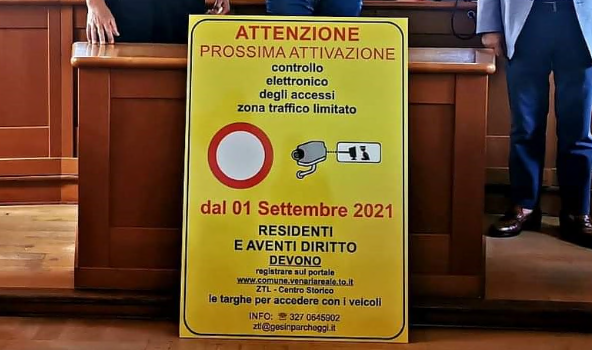 ATTENZIONE
PROSSIMA ATTIVAZIONE
controllo
elettronico
degli accessi
zona traffico limitato
dal 01 Settembre 2021
RESIDENTI
E AVENTI DIRITTO
DEVONO
registrare sul portale
www.comune.venariareale.to.it
ZTL - Centro Storico
le targhe per accedere con i veicoli
INFO: ☎ 327 0645902
ztl@gesinparcheggi.it